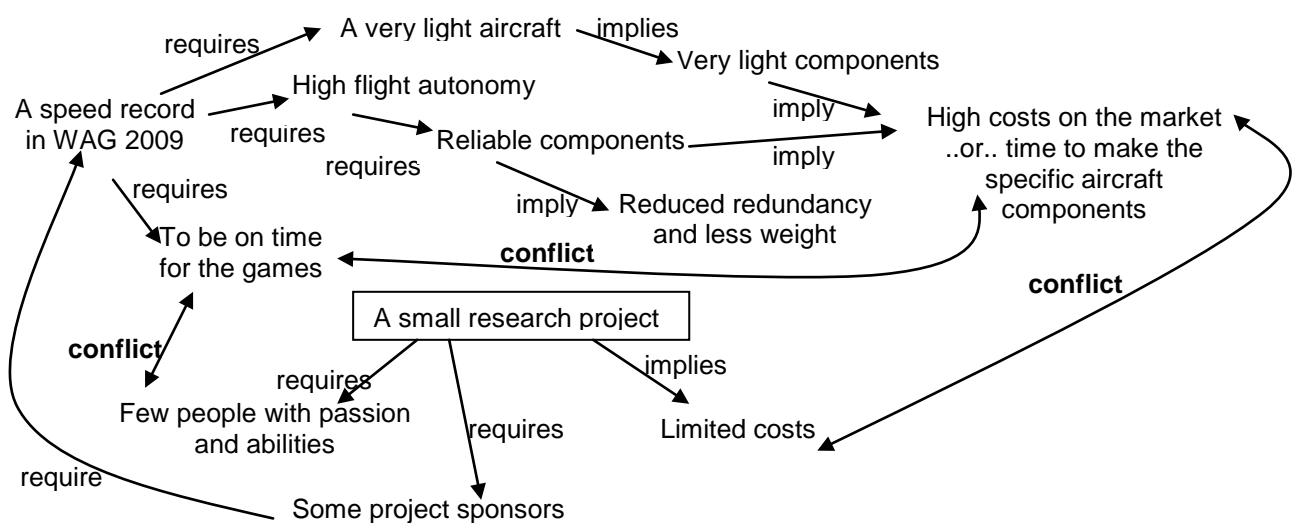 A very light aircraft
requires
implies
Very light components
High flight autonomy
imply
A speed record
in WAG 2009
requires
Reliable components
requires
imply
High costs on the market
..or.. time to make the
specific aircraft
components
requires
imply
Reduced redundancy
and less weight
To be on time
for the games
conflict
conflict
A small research project
conflict
requires
implies
Few people with passion
and abilities
requires
Limited costs
require
Some project sponsors